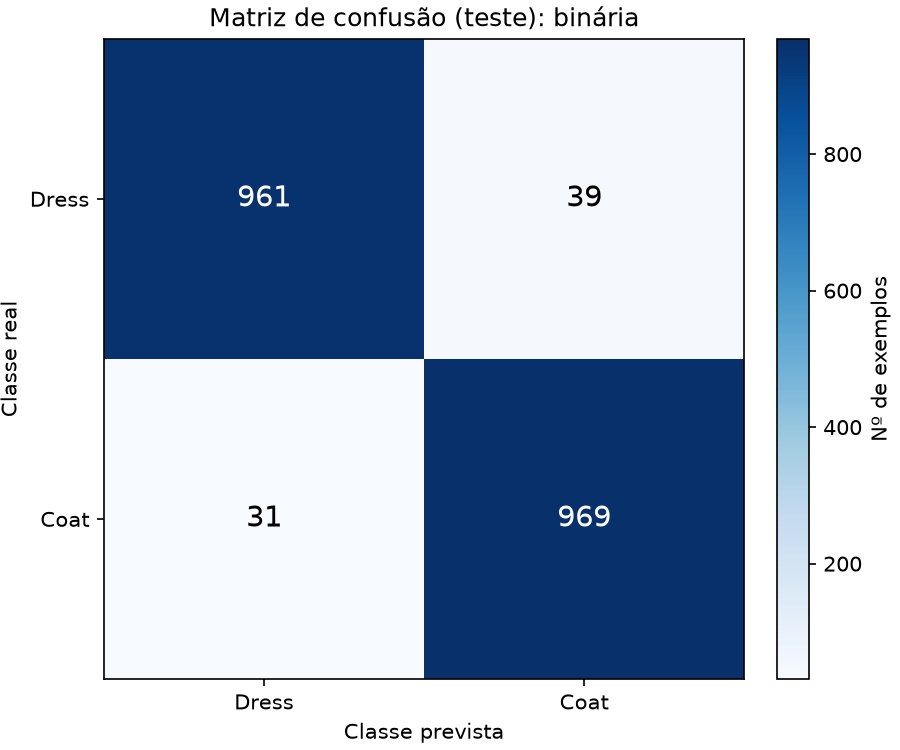 Matriz de confusão (teste): binária
Classe real
Dress
961
39
Coat
31
969
Dress
Coat
Classe prevista
800
600
400
200
Nº de exemplos